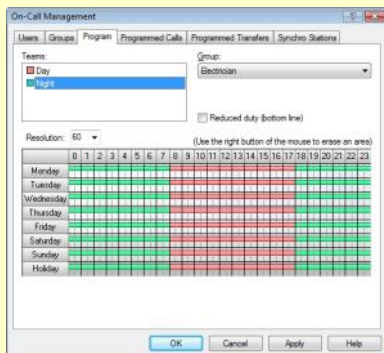 On-Call Management
Users Groups Program Programmed Calls Programmed Transfers Synchro Stations
Teams:
Group:
Day
Electrician
Night
Reduced duty (bottom line)
Resolution: 60
(Use the right button of the mouse to erase an area)
0 1 2 3 4 5 6 7 8 9 10 11 12 13 14 15 16 17 18 19 20 21 22 23
Monday
Tuesday
Wednesday
Thursday
Friday
Saturday
Sunday
Holiday
OK Cancel Apply Help